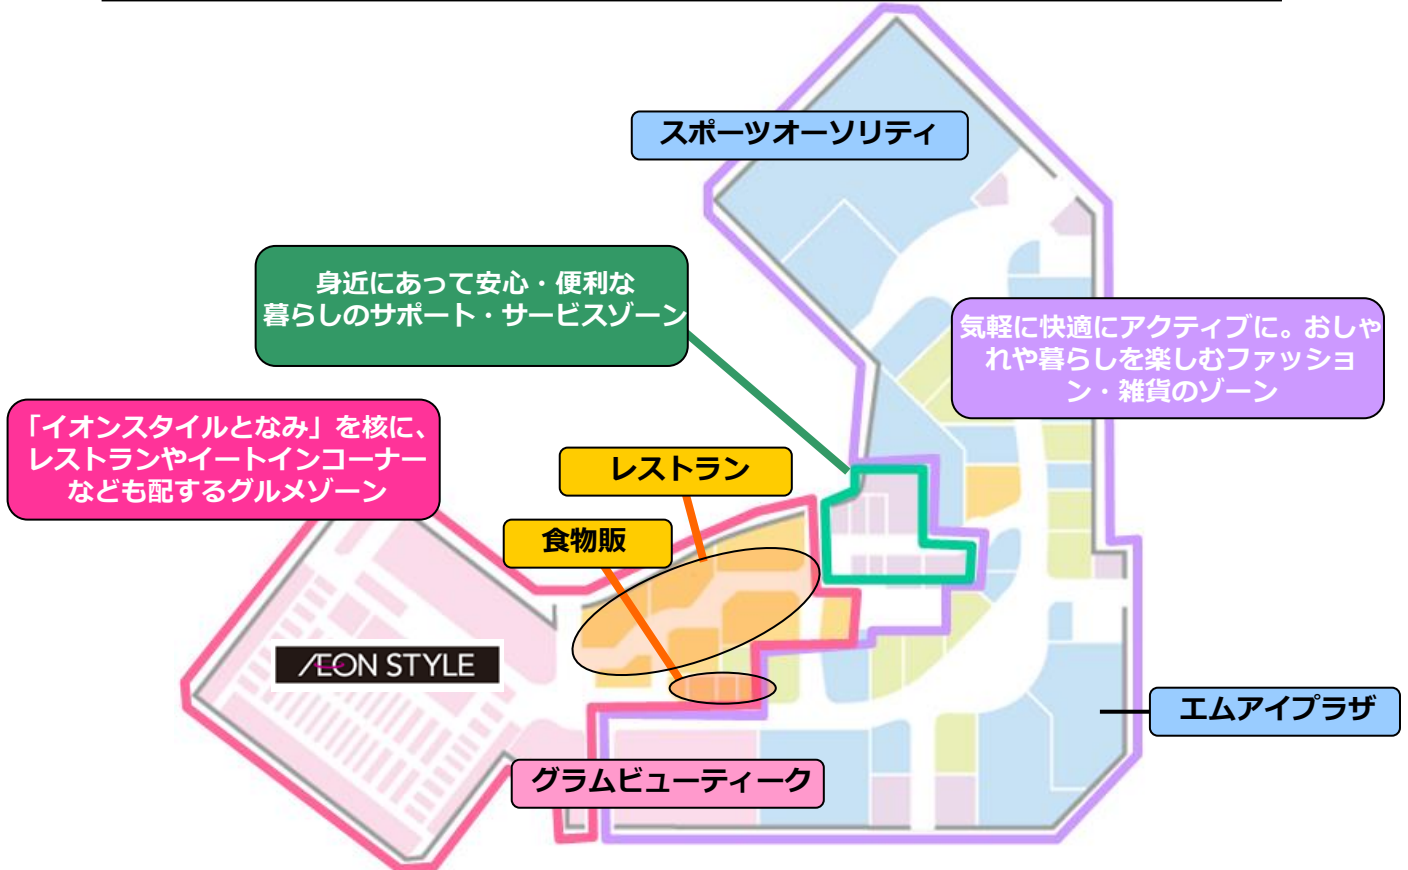 スポーツオーソリティ
身近にあって安心・便利な
暮らしのサポート・サービスゾーン
気軽に快適にアクティブに。おしゃ
れや暮らしを楽しむファッショ
ン・雑貨のゾーン
「イオンスタイルとなみ」を核に、
レストランやイートインコーナー
なども配するグルメゾーン
レストラン
食物販
ÆON STYLE
エムアイプラザ
グラムビューティーク